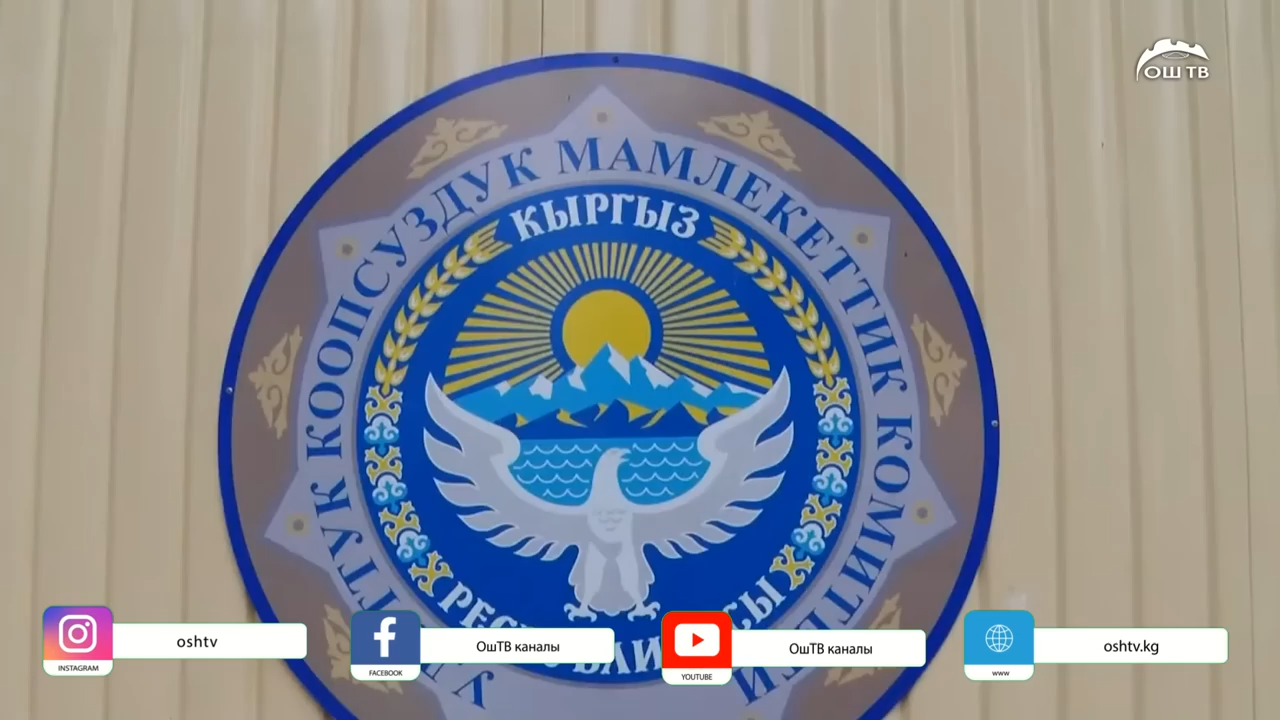 ОШ ТВ
УЛУТТУК КООПСУЗДУК МАМЛЕКЕТТИК КОМИТЕТИ
КЫРГЫЗ
РЕСПУБЛИКАСЫ
INSTAGRAM
oshtv
FACEBOOK
ОшТВ каналы
YOUTUBE
ОшТВ каналы
www
oshtv.kg